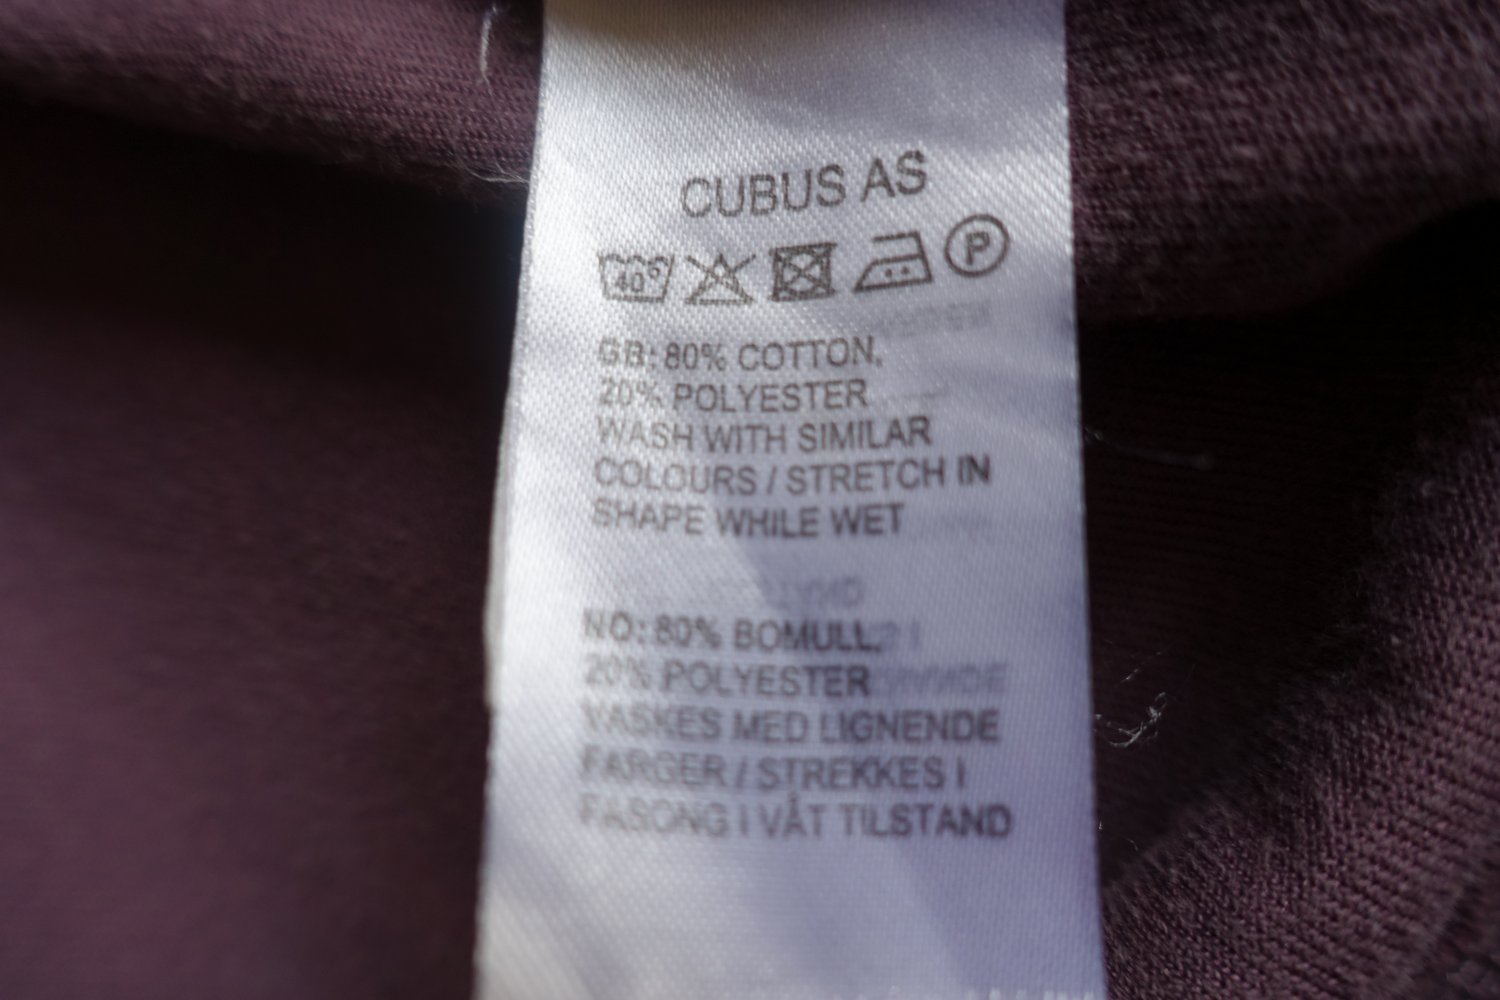 CUBUS AS
40° P
GB: 80% COTTON,
20% POLYESTER
WASH WITH SIMILAR
COLOURS / STRETCH IN
SHAPE WHILE WET
NO: 80% BOMULL,
20% POLYESTER
VASKES MED LIGNENDE
FARGER / STREKKES I
FASONG I VÅT TILSTAND